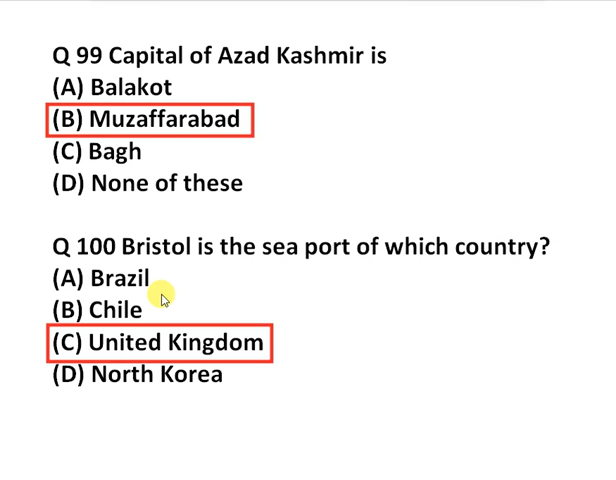 Q 99 Capital of Azad Kashmir is
(A) Balakot
(B) Muzaffarabad
(C) Bagh
(D) None of these
Q 100 Bristol is the sea port of which country?
(A) Brazil
(B) Chile
(C) United Kingdom
(D) North Korea